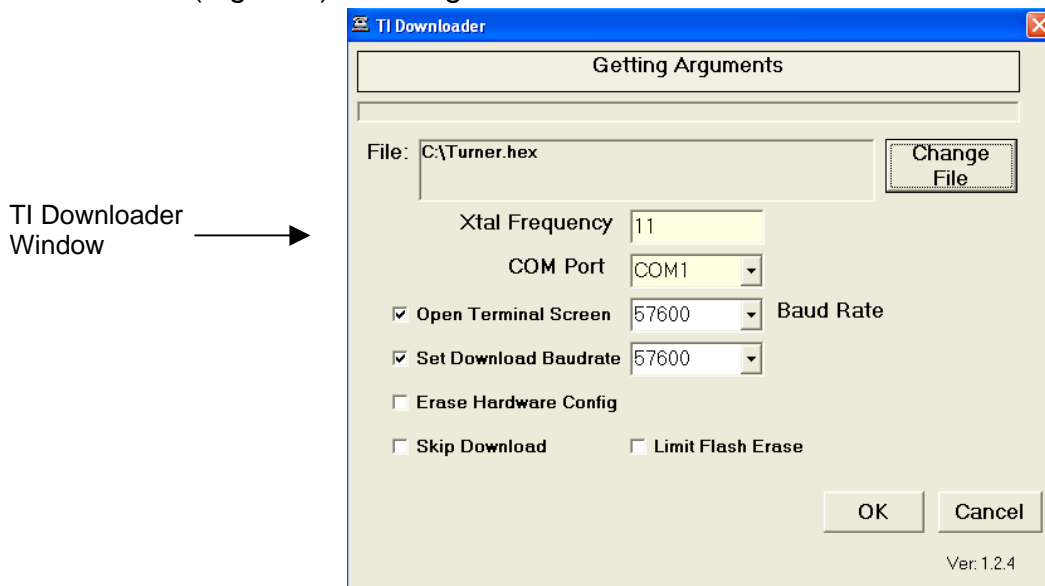 TI Downloader
Getting Arguments
File: C:\Turner.hex
Change
File
TI Downloader
Window
Xtal Frequency 11
COM Port COM1
Open Terminal Screen 57600 Baud Rate
Set Download Baudrate 57600
Erase Hardware Config
Skip Download Limit Flash Erase
OK Cancel
Ver: 1.2.4